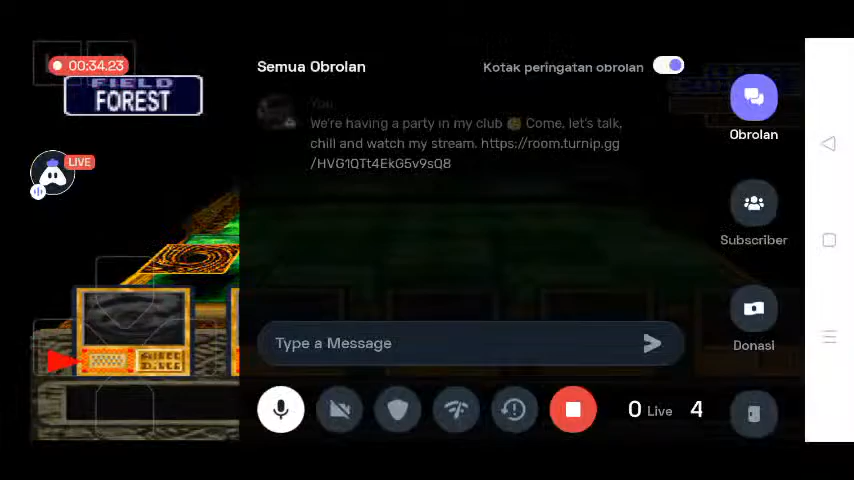 00:34.23
FIELD
FOREST
LIVE
Semua Obrolan
Kotak peringatan obrolan
You
We're having a party in my club 🥳 Come, let's talk,
chill and watch my stream. https://room.turnip.gg
/HVG1QTt4EkG5v9sQ8
Type a Message
0 Live 4
Obrolan
Subscriber
Donasi